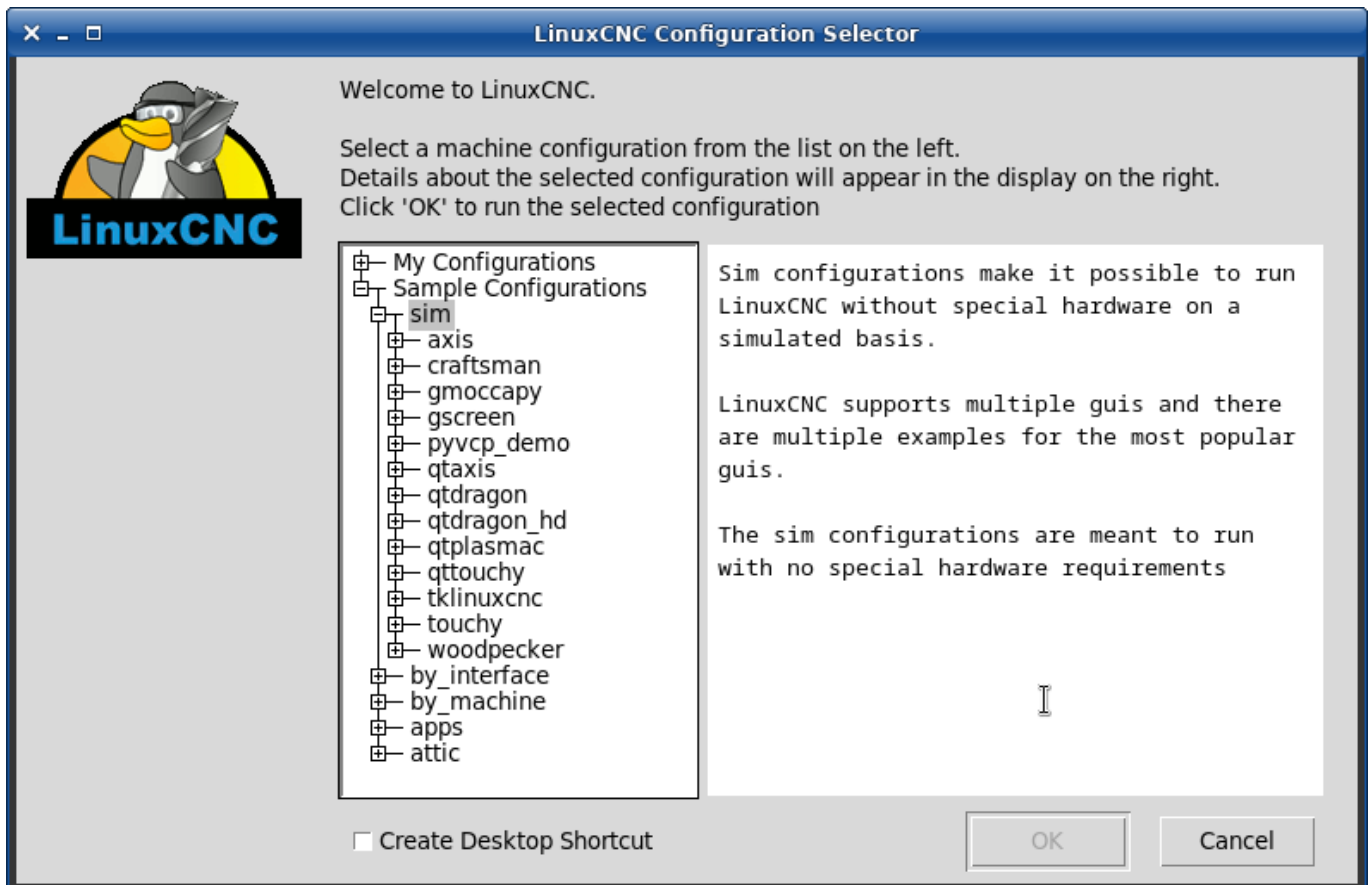 LinuxCNC Configuration Selector
LinuxCNC
Welcome to LinuxCNC.
Select a machine configuration from the list on the left.
Details about the selected configuration will appear in the display on the right.
Click 'OK' to run the selected configuration
My Configurations
Sample Configurations
sim
axis
craftsman
gmoccapy
gscreen
pyvcp_demo
qtaxis
qtdragon
qtdragon_hd
qtplasmac
qttouchy
tklinuxcnc
touchy
woodpecker
by_interface
by_machine
apps
attic
Sim configurations make it possible to run
LinuxCNC without special hardware on a
simulated basis.
LinuxCNC supports multiple guis and there
are multiple examples for the most popular
guis.
The sim configurations are meant to run
with no special hardware requirements
Create Desktop Shortcut
OK
Cancel